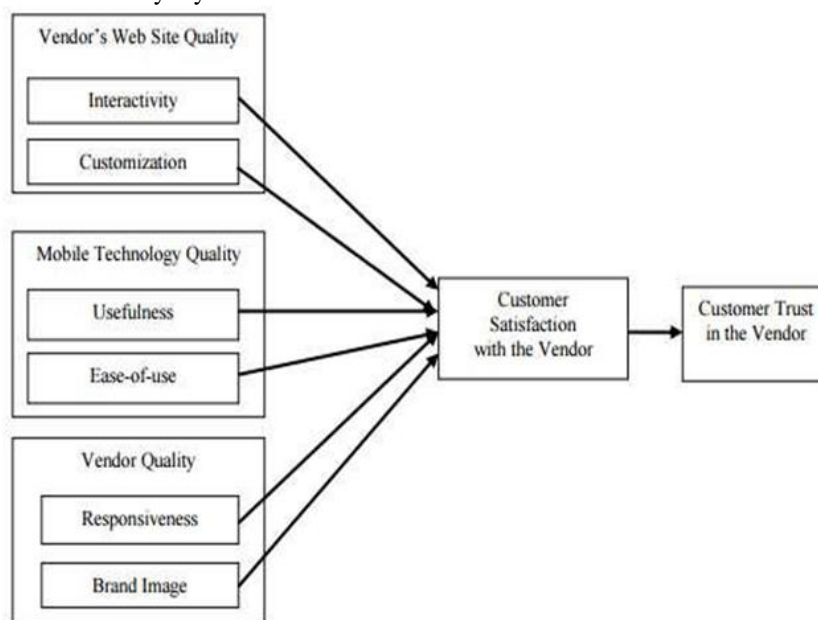 Vendor's Web Site Quality
Interactivity
Customization
Mobile Technology Quality
Usefulness
Ease-of-use
Vendor Quality
Responsiveness
Brand Image
Customer
Satisfaction
with the Vendor
Customer Trust
in the Vendor